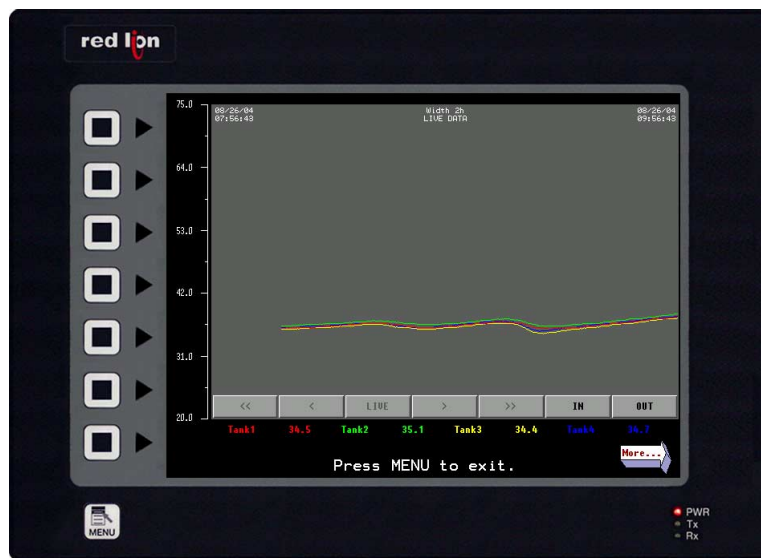 red lion
75.0
64.0
53.0
42.0
31.0
20.0
08/26/04 Width 2h 08/26/04
07:56:43 LIVE DATA 09:56:43
<< < LIVE > >> IN OUT
Tank1 34.5 Tank2 35.1 Tank3 34.4 Tank4 34.7
More...
Press MENU to exit.
MENU
PWR
Tx
Rx